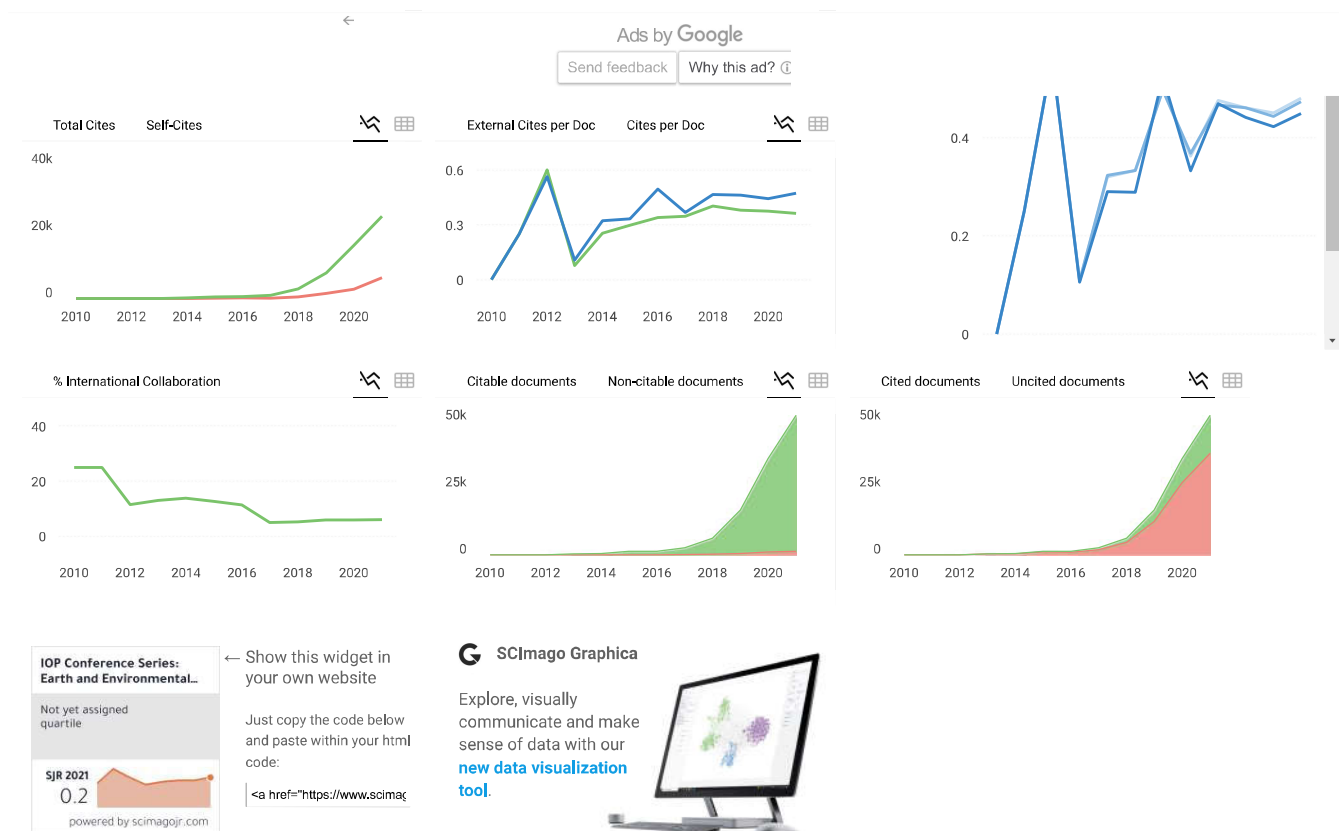 ←
Ads by Google
Send feedback
Why this ad?
Total Cites Self-Cites
40k
20k
0
2010 2012 2014 2016 2018 2020
External Cites per Doc Cites per Doc
0.6
0.3
0
2010 2012 2014 2016 2018 2020
0.4
0.2
0
% International Collaboration
40
20
0
2010 2012 2014 2016 2018 2020
Citable documents Non-citable documents
50k
25k
0
2010 2012 2014 2016 2018 2020
Cited documents Uncited documents
50k
25k
0
2010 2012 2014 2016 2018 2020
IOP Conference Series:
Earth and Environmental...
Not yet assigned
quartile
SJR 2021
0.2
powered by scimagojr.com
← Show this widget in
your own website
Just copy the code below
and paste within your html
code:
<a href="https://www.scimag
SCImago Graphica
Explore, visually
communicate and make
sense of data with our
new data visualization
tool.